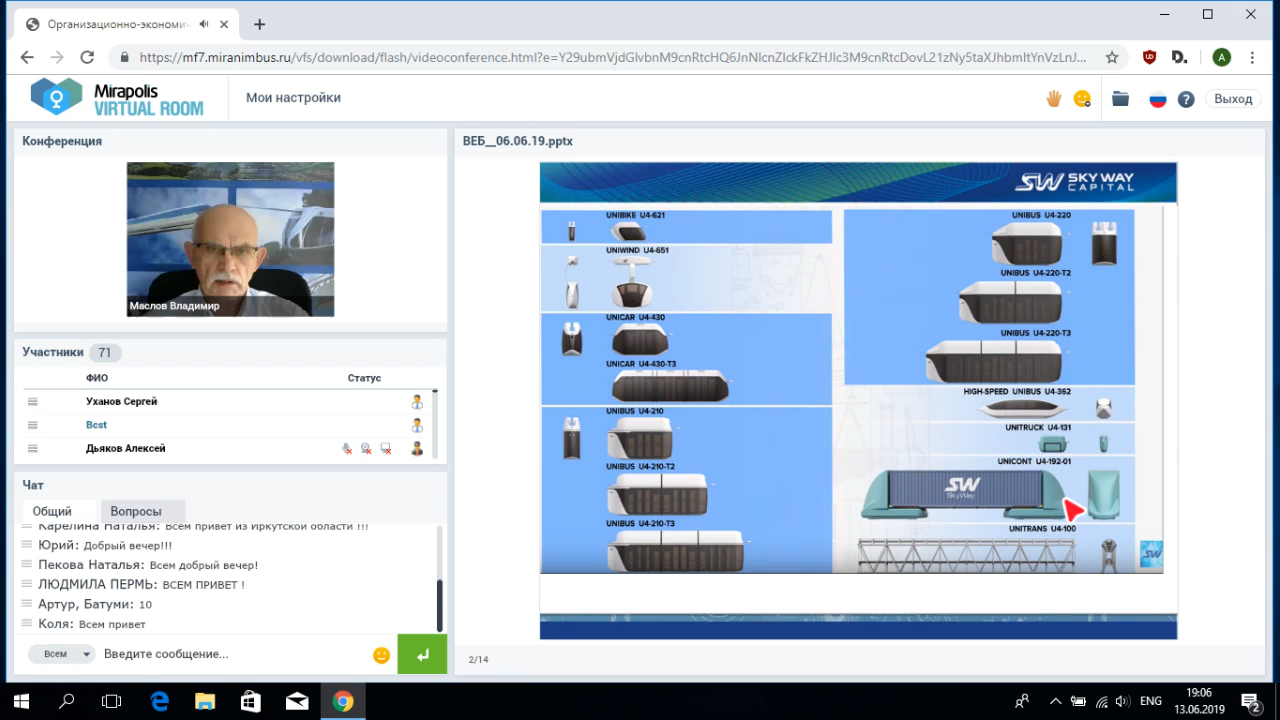 Организационно-экономич
https://mf7.miranimbus.ru/vfs/download/flash/videoconference.html?e=Y29ubmVjdGlvbnM9cnRtcHQ6JnNlcnZlckFkZHJlc3M9cnRtcDovL21zNy5taXJhbmltYnVzLnJ...
Mirapolis
VIRTUAL ROOM
Мои настройки
Выход
Конференция
Маслов Владимир
Участники 71
ФИО Статус
Уханов Сергей
Bcst
Дьяков Алексей
Чат
Общий Вопросы
Карелина Наталья: Всем привет из иркутской области !!!
Юрий: Добрый вечер!!!
Пекова Наталья: Всем добрый вечер!
ЛЮДМИЛА ПЕРМЬ: ВСЕМ ПРИВЕТ !
Артур, Батуми: 10
Коля: Всем привет
Всем Введите сообщение...
ВЕБ__06.06.19.pptx
SW SKY WAY
CAPITAL
UNIBIKE U4-621
UNIWIND U4-651
UNICAR U4-430
UNICAR U4-430-T3
UNIBUS U4-210
UNIBUS U4-210-T2
UNIBUS U4-210-T3
UNIBUS U4-220
UNIBUS U4-220-T2
UNIBUS U4-220-T3
HIGH-SPEED UNIBUS U4-362
UNITRUCK U4-131
UNICONT U4-192-01
SW
SkyWay
UNITRANS U4-100
SW
2/14
ENG
19:06
13.06.2019
2